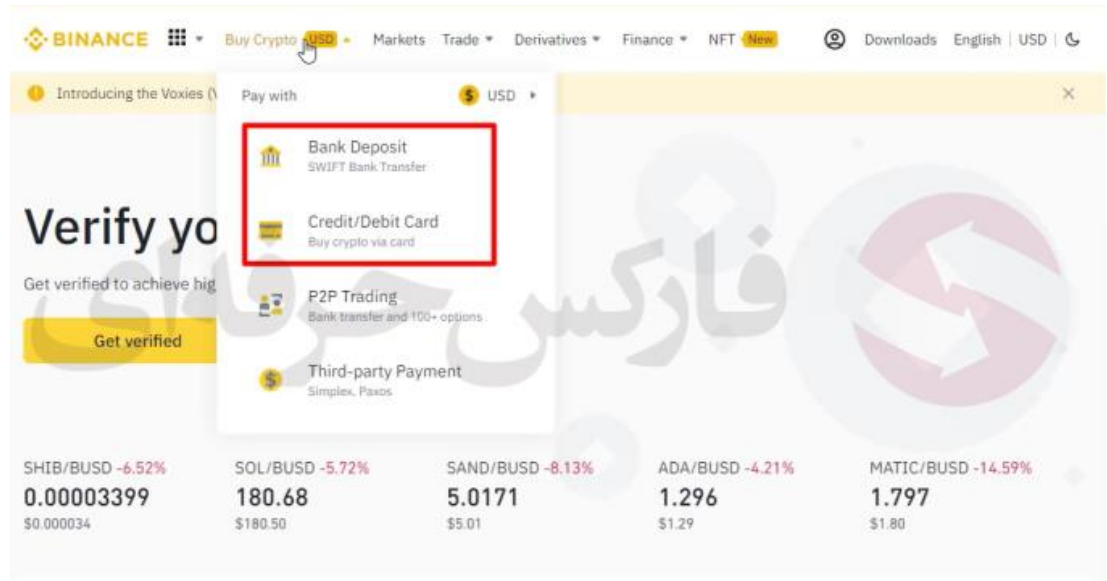 BINANCE Buy Crypto USD Markets Trade Derivatives Finance NFT New Downloads English | USD
Introducing the Voxies (V
Pay with USD
Bank Deposit
SWIFT Bank Transfer
Credit/Debit Card
Buy crypto via card
P2P Trading
Bank transfer and 100+ options
Third-party Payment
Simplex, Paxos
Verify yo
Get verified to achieve hig
Get verified
فارکس حرفه‌ای
SHIB/BUSD -6.52% SOL/BUSD -5.72% SAND/BUSD -8.13% ADA/BUSD -4.21% MATIC/BUSD -14.59%
0.00003399 180.68 5.0171 1.296 1.797
$0.000034 $180.50 $5.01 $1.29 $1.80